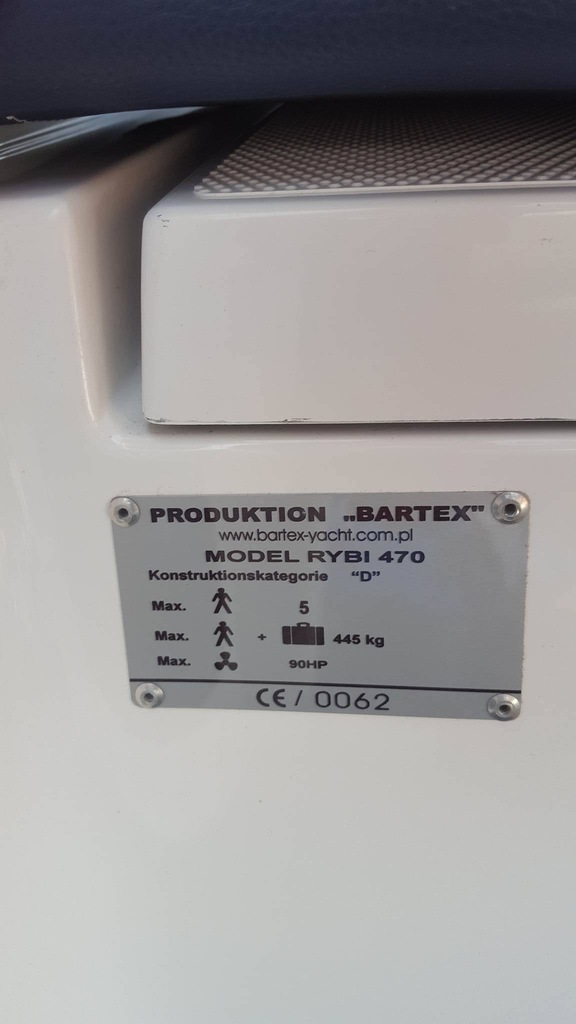 PRODUKTION „BARTEX"
www.bartex-yacht.com.pl
MODEL RYBI 470
Konstruktionskategorie "D"
Max. 5
Max. + 445 kg
Max. 90HP
CE / 0062